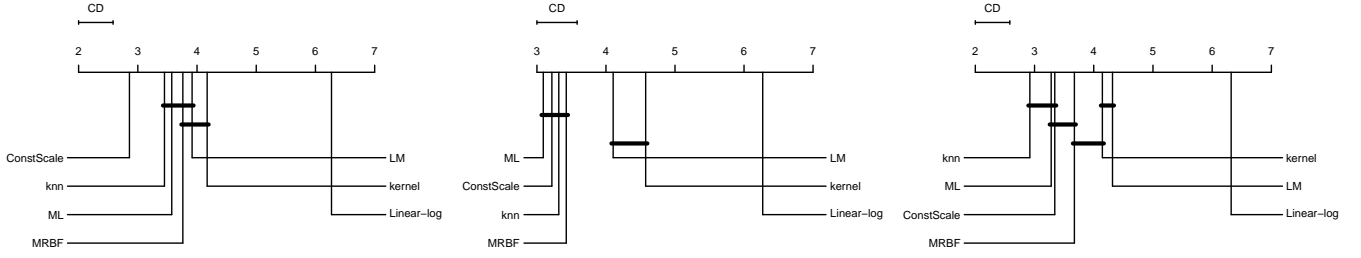 CD
2 3 4 5 6 7
ConstScale
knn
ML
MRBF
LM
kernel
Linear−log
CD
3 4 5 6 7
ML
ConstScale
knn
MRBF
LM
kernel
Linear−log
CD
2 3 4 5 6 7
knn
ML
ConstScale
MRBF
kernel
LM
Linear−log